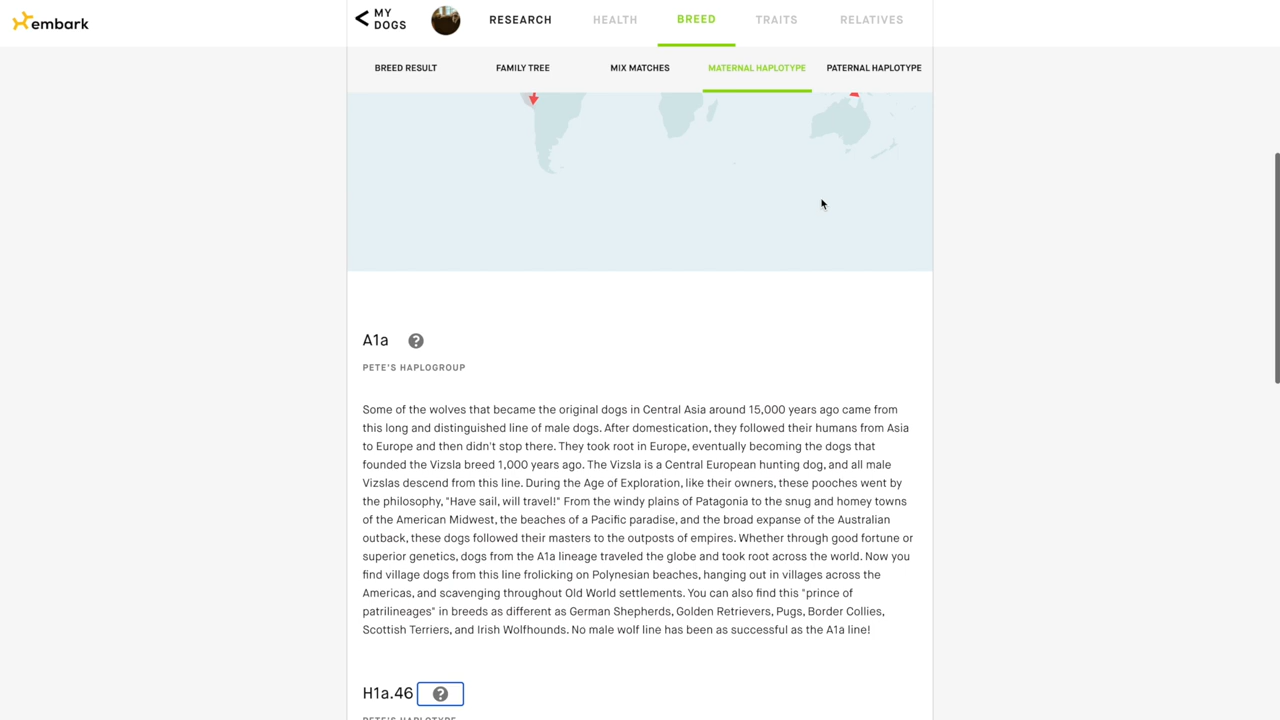 embark
MY DOGS
RESEARCH
HEALTH
BREED
TRAITS
RELATIVES
BREED RESULT
FAMILY TREE
MIX MATCHES
MATERNAL HAPLOTYPE
PATERNAL HAPLOTYPE
A1a
?
PETE'S HAPLOGROUP
Some of the wolves that became the original dogs in Central Asia around 15,000 years ago came from
this long and distinguished line of male dogs. After domestication, they followed their humans from Asia
to Europe and then didn't stop there. They took root in Europe, eventually becoming the dogs that
founded the Vizsla breed 1,000 years ago. The Vizsla is a Central European hunting dog, and all male
Vizslas descend from this line. During the Age of Exploration, like their owners, these pooches went by
the philosophy, "Have sail, will travel!" From the windy plains of Patagonia to the snug and homey towns
of the American Midwest, the beaches of a Pacific paradise, and the broad expanse of the Australian
outback, these dogs followed their masters to the outposts of empires. Whether through good fortune or
superior genetics, dogs from the A1a lineage traveled the globe and took root across the world. Now you
find village dogs from this line frolicking on Polynesian beaches, hanging out in villages across the
Americas, and scavenging throughout Old World settlements. You can also find this "prince of
patrilineages" in breeds as different as German Shepherds, Golden Retrievers, Pugs, Border Collies,
Scottish Terriers, and Irish Wolfhounds. No male wolf line has been as successful as the A1a line!
H1a.46
?
PETE'S HAPLOTYPE